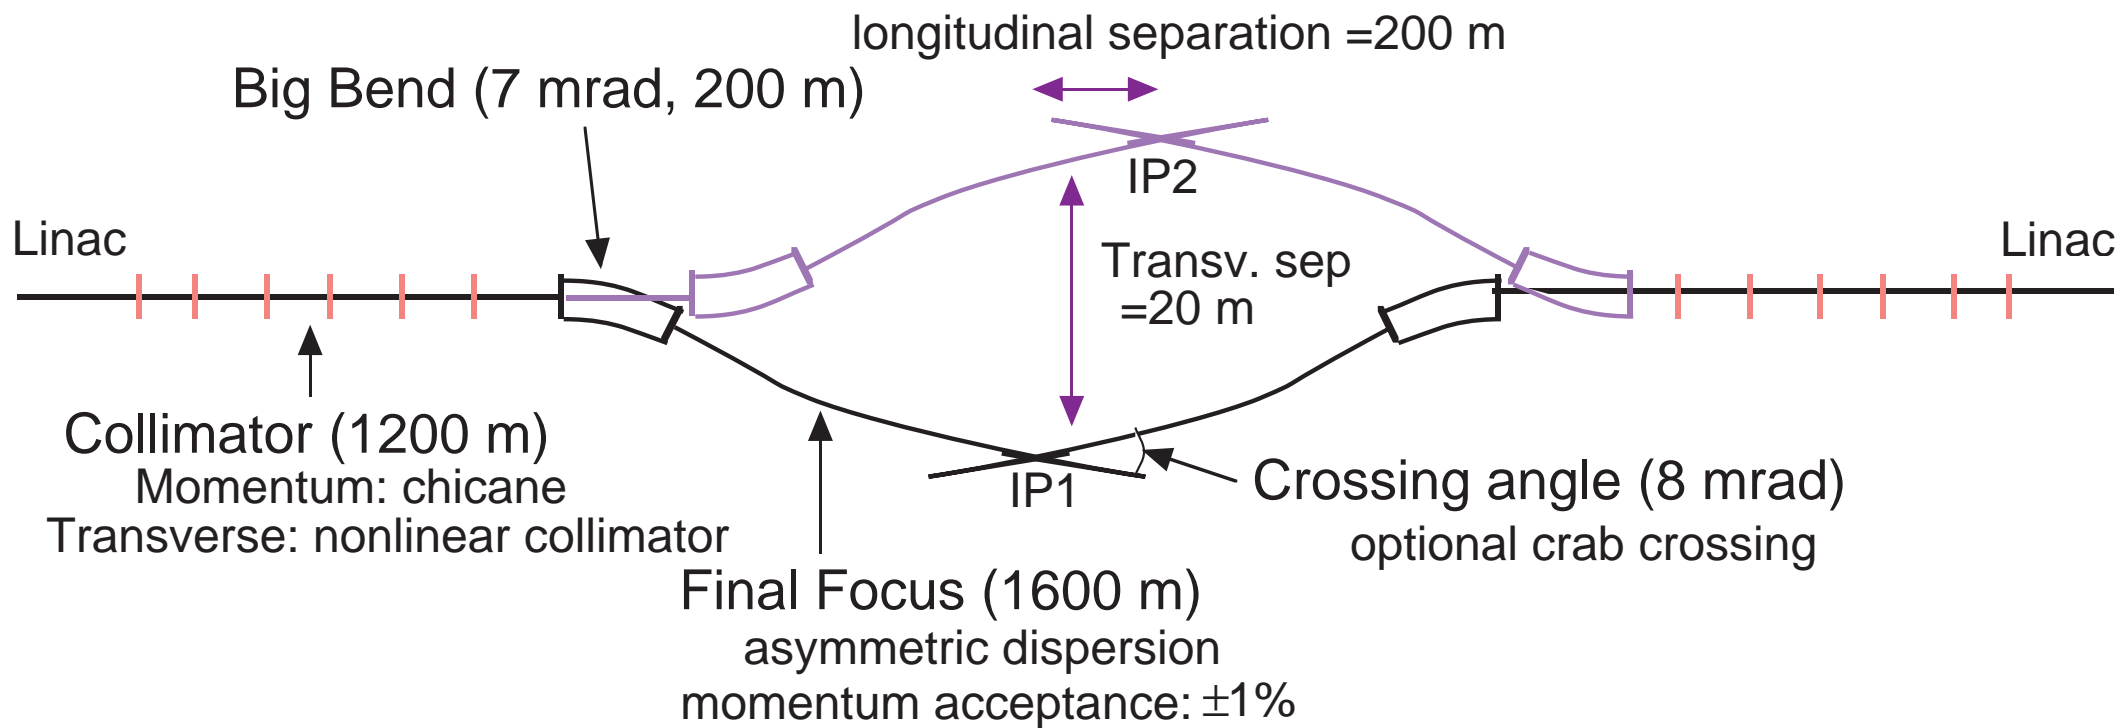 longitudinal separation =200 m
Big Bend (7 mrad, 200 m)
IP2
Linac
Transv. sep
=20 m
Linac
Collimator (1200 m)
Momentum: chicane
Transverse: nonlinear collimator
IP1
Crossing angle (8 mrad)
optional crab crossing
Final Focus (1600 m)
asymmetric dispersion
momentum acceptance: ±1%